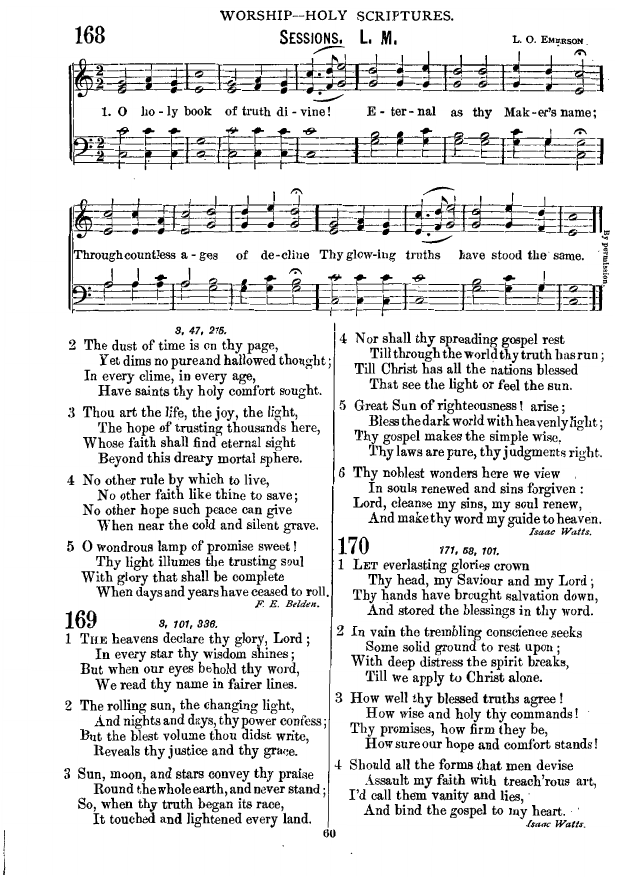 WORSHIP--HOLY SCRIPTURES.
168
SESSIONS. L. M.
L. O. EMERSON
1. O ho-ly book of truth di-vine! E-ter-nal as thy Mak-er's name;
Through countless a-ges of de-cline Thy glow-ing truths have stood the same.
By permission.
3, 47, 275.
2 The dust of time is on thy page,
Yet dims no pure and hallowed thought;
In every clime, in every age,
Have saints thy holy comfort sought.
3 Thou art the life, the joy, the light,
The hope of trusting thousands here,
Whose faith shall find eternal sight
Beyond this dreary mortal sphere.
4 No other rule by which to live,
No other faith like thine to save;
No other hope such peace can give
When near the cold and silent grave.
5 O wondrous lamp of promise sweet!
Thy light illumes the trusting soul
With glory that shall be complete
When days and years have ceased to roll.
F. E. Belden.
169
3, 101, 336.
1 THE heavens declare thy glory, Lord;
In every star thy wisdom shines;
But when our eyes behold thy word,
We read thy name in fairer lines.
2 The rolling sun, the changing light,
And nights and days, thy power confess;
But the blest volume thou didst write,
Reveals thy justice and thy grace.
3 Sun, moon, and stars convey thy praise
Round the whole earth, and never stand;
So, when thy truth began its race,
It touched and lightened every land.
4 Nor shall thy spreading gospel rest
Till through the world thy truth has run;
Till Christ has all the nations blessed
That see the light or feel the sun.
5 Great Sun of righteousness! arise;
Bless the dark world with heavenly light;
Thy gospel makes the simple wise,
Thy laws are pure, thy judgments right.
6 Thy noblest wonders here we view
In souls renewed and sins forgiven:
Lord, cleanse my sins, my soul renew,
And make thy word my guide to heaven.
Isaac Watts.
170
171, 58, 101.
1 LET everlasting glories crown
Thy head, my Saviour and my Lord;
Thy hands have brought salvation down,
And stored the blessings in thy word.
2 In vain the trembling conscience seeks
Some solid ground to rest upon;
With deep distress the spirit breaks,
Till we apply to Christ alone.
3 How well thy blessed truths agree!
How wise and holy thy commands!
Thy promises, how firm they be,
How sure our hope and comfort stands!
4 Should all the forms that men devise
Assault my faith with treach'rous art,
I'd call them vanity and lies,
And bind the gospel to my heart.
Isaac Watts.
60